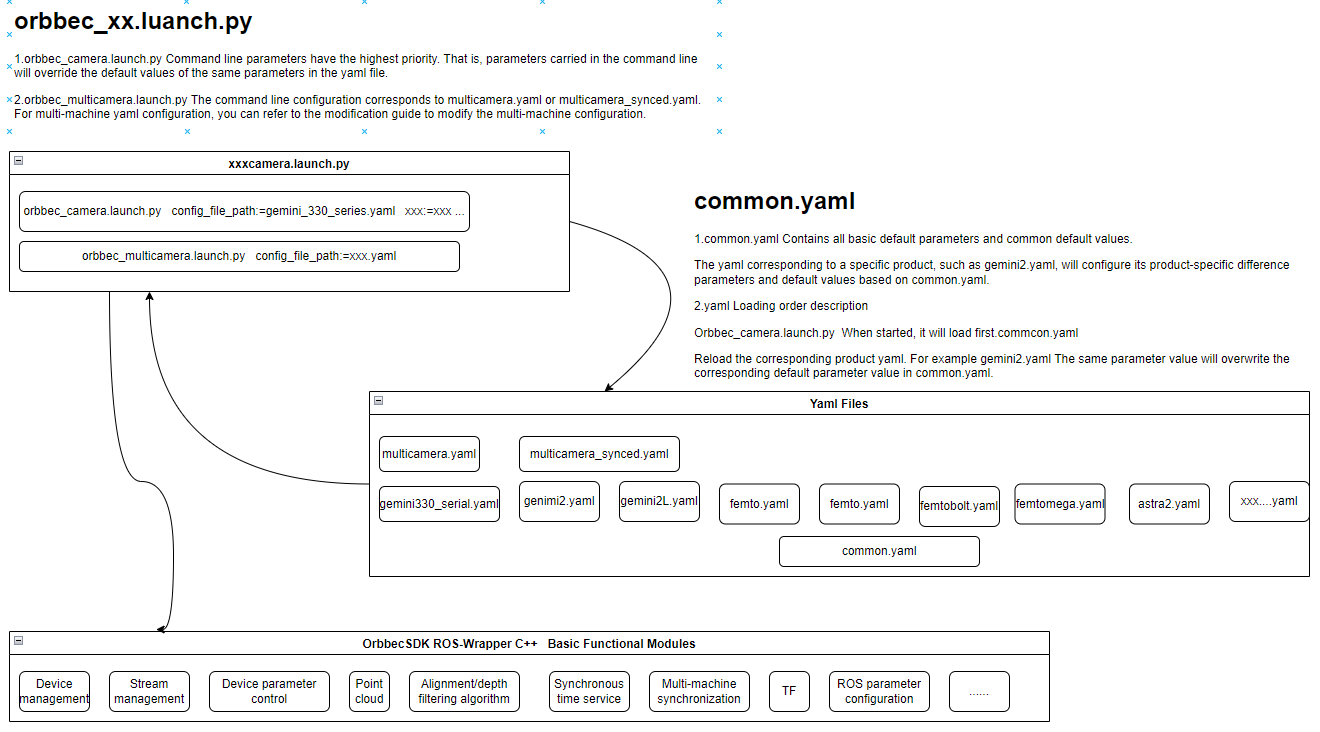 orbbec_xx.luanch.py
1.orbbec_camera.launch.py Command line parameters have the highest priority. That is, parameters carried in the command line
will override the default values of the same parameters in the yaml file.
2.orbbec_multicamera.launch.py The command line configuration corresponds to multicamera.yaml or multicamera_synced.yaml.
For multi-machine yaml configuration, you can refer to the modification guide to modify the multi-machine configuration.
xxxcamera.launch.py
orbbec_camera.launch.py config_file_path:=gemini_330_series.yaml xxx:=xxx ...
orbbec_multicamera.launch.py config_file_path:=xxx.yaml
common.yaml
1.common.yaml Contains all basic default parameters and common default values.
The yaml corresponding to a specific product, such as gemini2.yaml, will configure its product-specific difference
parameters and default values based on common.yaml.
2.yaml Loading order description
Orbbec_camera.launch.py When started, it will load first.commcon.yaml
Reload the corresponding product yaml. For example gemini2.yaml The same parameter value will overwrite the
corresponding default parameter value in common.yaml.
Yaml Files
multicamera.yaml
multicamera_synced.yaml
gemini330_serial.yaml
genimi2.yaml
gemini2L.yaml
femto.yaml
femto.yaml
femtobolt.yaml
femtomega.yaml
astra2.yaml
xxx....yaml
common.yaml
OrbbecSDK ROS-Wrapper C++ Basic Functional Modules
Device
management
Stream
management
Device parameter
control
Point
cloud
Alignment/depth
filtering algorithm
Synchronous
time service
Multi-machine
synchronization
TF
ROS parameter
configuration
......